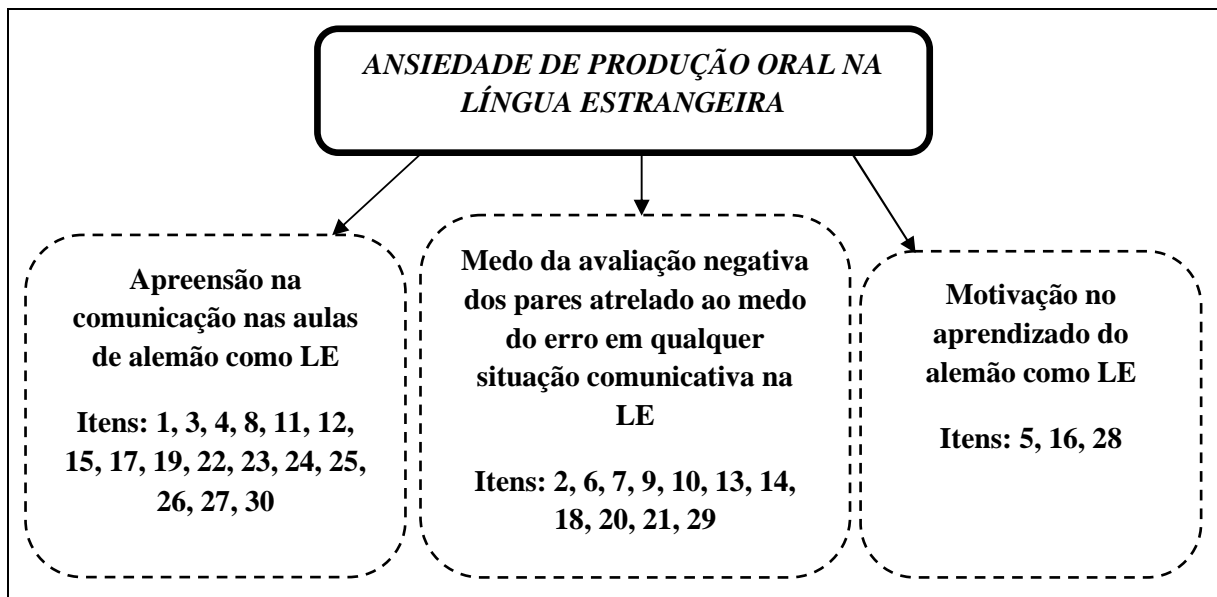 ANSIEDADE DE PRODUÇÃO ORAL NA
LÍNGUA ESTRANGEIRA
Apreensão na
comunicação nas aulas
de alemão como LE
Itens: 1, 3, 4, 8, 11, 12,
15, 17, 19, 22, 23, 24, 25,
26, 27, 30
Medo da avaliação negativa
dos pares atrelado ao medo
do erro em qualquer
situação comunicativa na
LE
Itens: 2, 6, 7, 9, 10, 13, 14,
18, 20, 21, 29
Motivação no
aprendizado do
alemão como LE
Itens: 5, 16, 28